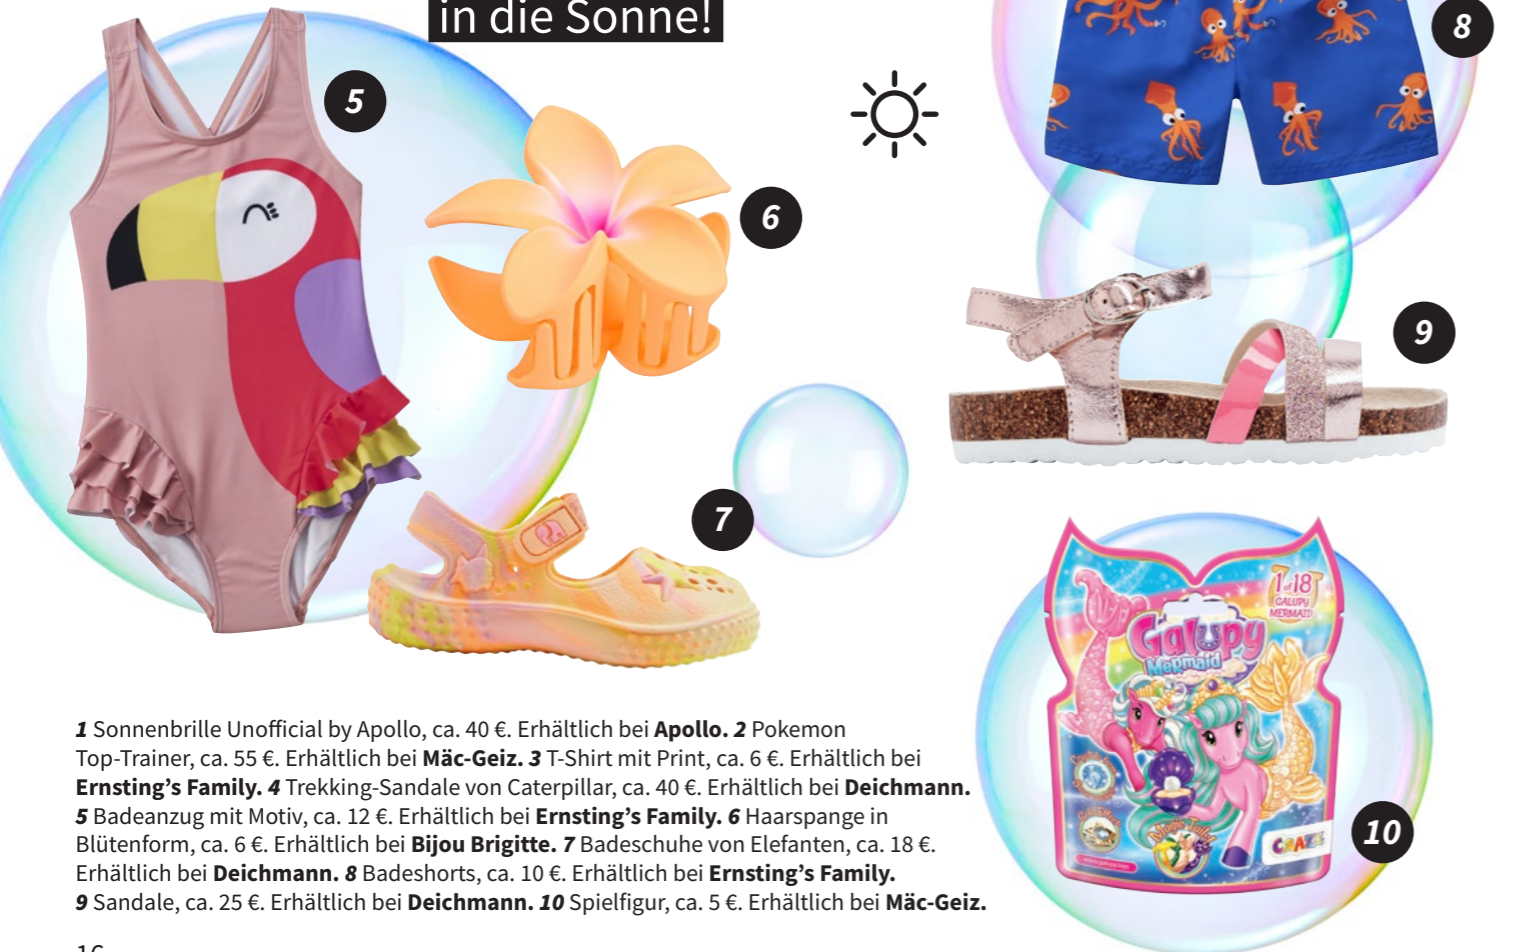 in die Sonne!
8
5
6
9
7
1 of 18
GALUPY
MERMAID
Galupy
Mermaid
CRAZE
10
1 Sonnenbrille Unofficial by Apollo, ca. 40 €. Erhältlich bei Apollo. 2 Pokemon
Top-Trainer, ca. 55 €. Erhältlich bei Mäc-Geiz. 3 T-Shirt mit Print, ca. 6 €. Erhältlich bei
Ernsting’s Family. 4 Trekking-Sandale von Caterpillar, ca. 40 €. Erhältlich bei Deichmann.
5 Badeanzug mit Motiv, ca. 12 €. Erhältlich bei Ernsting’s Family. 6 Haarspange in
Blütenform, ca. 6 €. Erhältlich bei Bijou Brigitte. 7 Badeschuhe von Elefanten, ca. 18 €.
Erhältlich bei Deichmann. 8 Badeshorts, ca. 10 €. Erhältlich bei Ernsting’s Family.
9 Sandale, ca. 25 €. Erhältlich bei Deichmann. 10 Spielfigur, ca. 5 €. Erhältlich bei Mäc-Geiz.